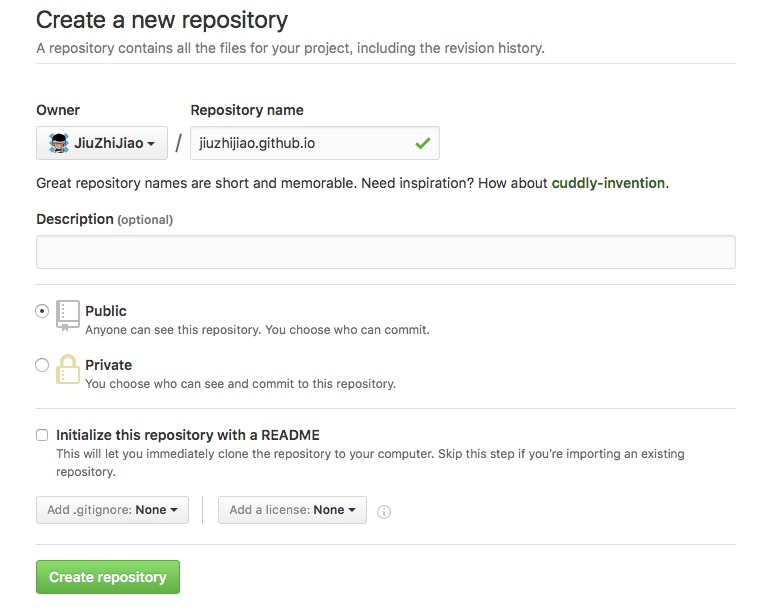 Create a new repository
A repository contains all the files for your project, including the revision history.
Owner
Repository name
JiuZhiJiao
/
jiuzhijiao.github.io
Great repository names are short and memorable. Need inspiration? How about cuddly-invention.
Description (optional)
Public
Anyone can see this repository. You choose who can commit.
Private
You choose who can see and commit to this repository.
Initialize this repository with a README
This will let you immediately clone the repository to your computer. Skip this step if you're importing an existing
repository.
Add .gitignore: None
Add a license: None
Create repository